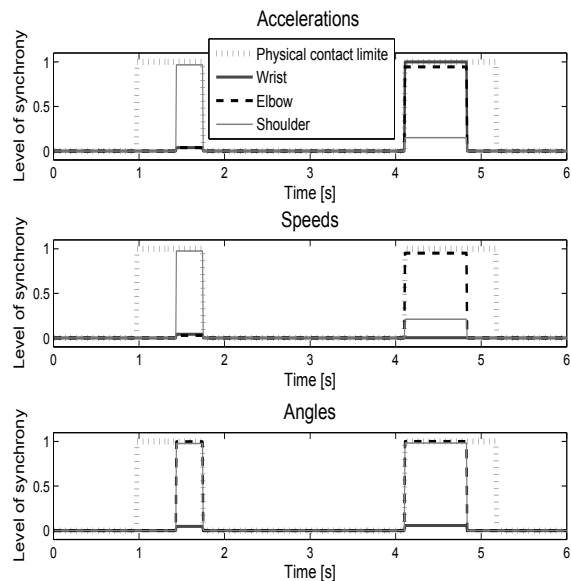 Accelerations
Level of synchrony
1
0.5
0
Physical contact limite
Wrist
Elbow
Shoulder
0 1 2 3 4 5 6
Time [s]
Speeds
Level of synchrony
1
0.5
0
0 1 2 3 4 5 6
Time [s]
Angles
Level of synchrony
1
0.5
0
0 1 2 3 4 5 6
Time [s]